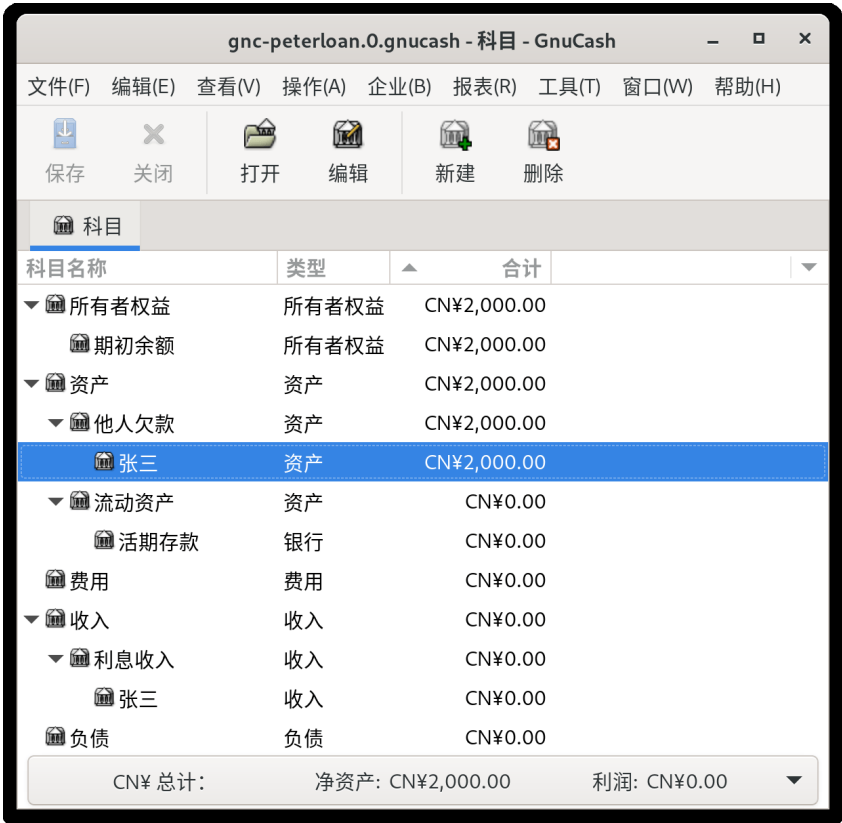 gnc-peterloan.0.gnucash - 科目 - GnuCash
文件(F) 编辑(E) 查看(V) 操作(A) 企业(B) 报表(R) 工具(T) 窗口(W) 帮助(H)
保存 关闭 打开 编辑 新建 删除
科目
科目名称 类型 合计
所有者权益 所有者权益 CN¥2,000.00
期初余额 所有者权益 CN¥2,000.00
资产 资产 CN¥2,000.00
他人欠款 资产 CN¥2,000.00
张三 资产 CN¥2,000.00
流动资产 资产 CN¥0.00
活期存款 银行 CN¥0.00
费用 费用 CN¥0.00
收入 收入 CN¥0.00
利息收入 收入 CN¥0.00
张三 收入 CN¥0.00
负债 负债 CN¥0.00
CN¥ 总计: 净资产: CN¥2,000.00 利润: CN¥0.00